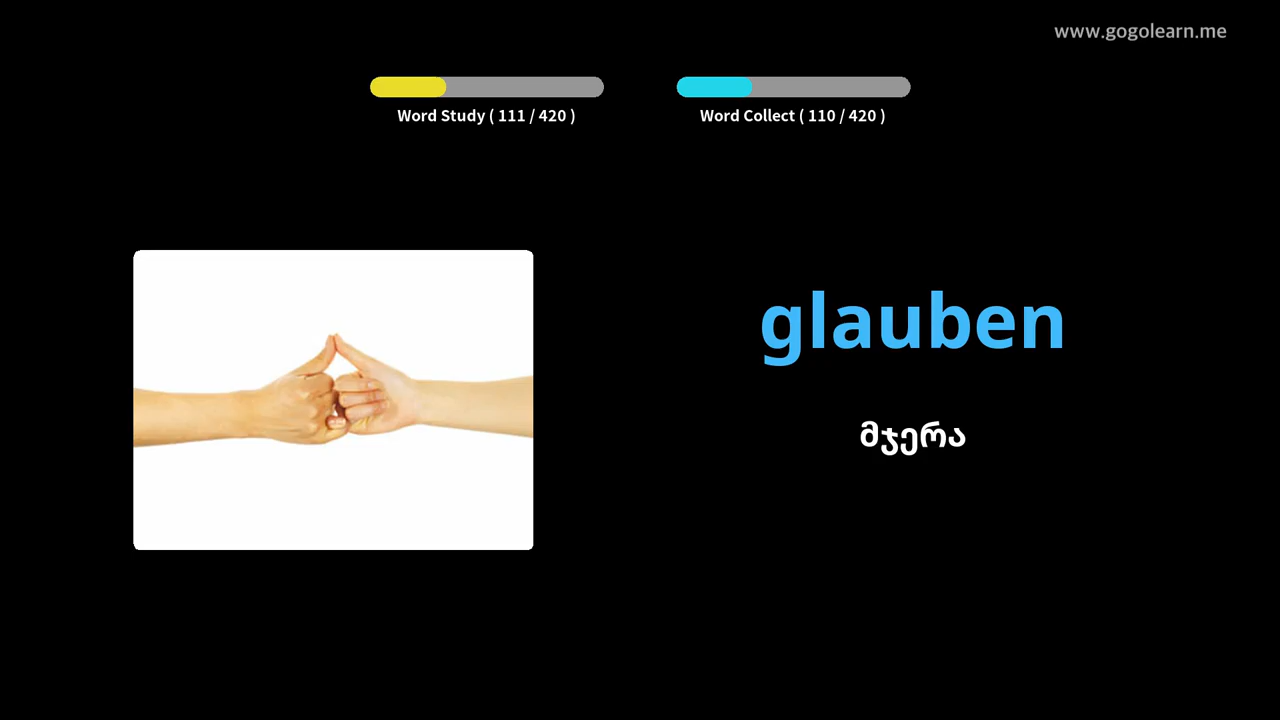 www.gogolearn.me
Word Study ( 111 / 420 )
Word Collect ( 110 / 420 )
glauben
მჯერა